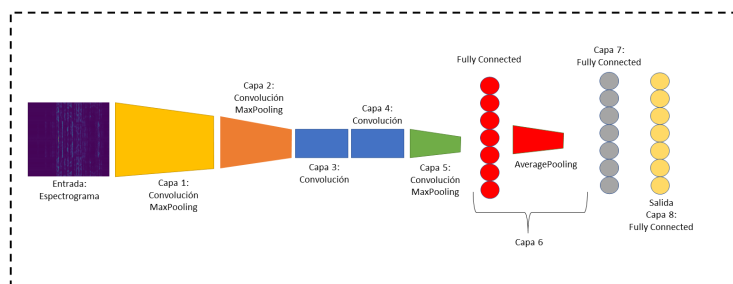 Fully Connected
Capa 7:
Fully Connected
Capa 2:
Convolución
MaxPooling
Capa 4:
Convolución
Entrada:
Espectrograma
Capa 1:
Convolución
MaxPooling
Capa 3:
Convolución
Capa 5:
Convolución
MaxPooling
AveragePooling
Capa 6
Salida
Capa 8:
Fully Connected